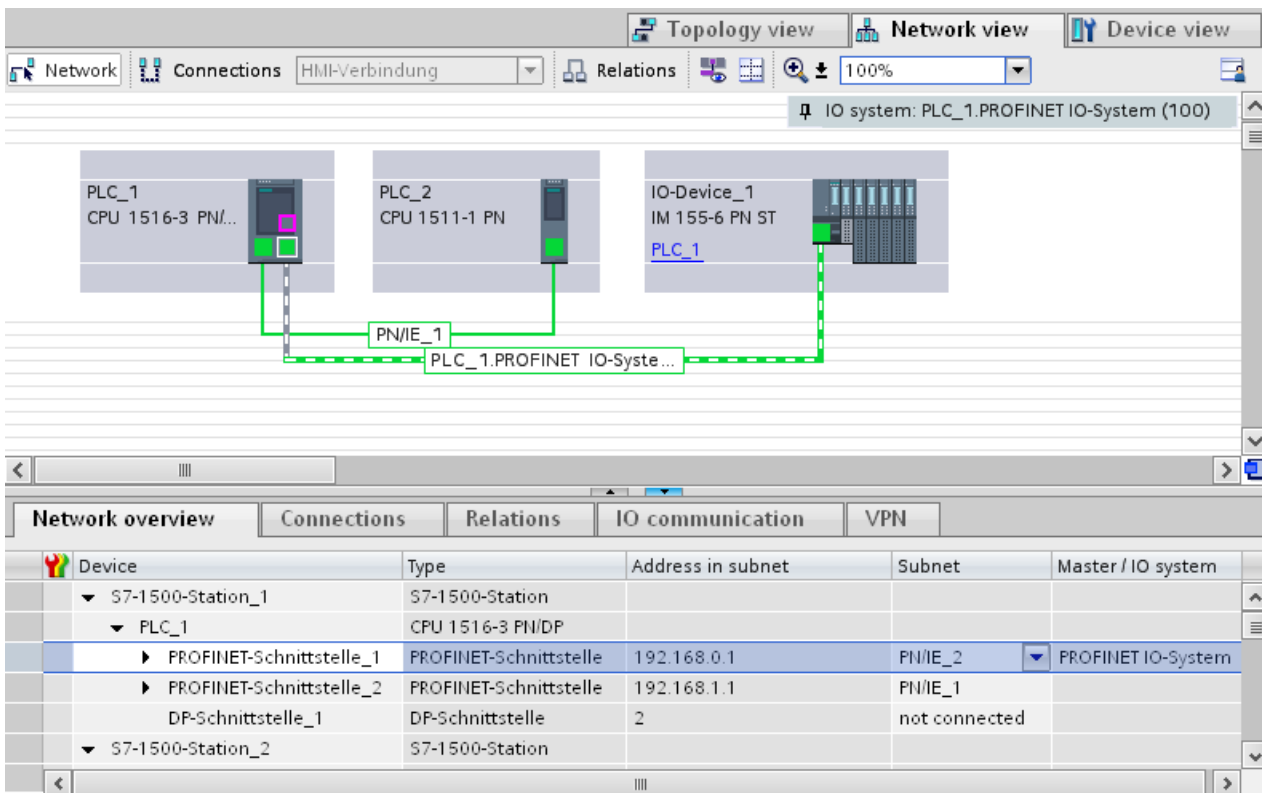 Topology view Network view Device view
Network Connections HMI-Verbindung Relations 100%
IO system: PLC_1.PROFINET IO-System (100)
PLC_1
CPU 1516-3 PN/...
PLC_2
CPU 1511-1 PN
IO-Device_1
IM 155-6 PN ST
PLC_1
PN/IE_1
PLC_1.PROFINET IO-Syste...
Network overview Connections Relations IO communication VPN
Device Type Address in subnet Subnet Master / IO system
S7-1500-Station_1 S7-1500-Station
PLC_1 CPU 1516-3 PN/DP
PROFINET-Schnittstelle_1 PROFINET-Schnittstelle 192.168.0.1 PN/IE_2 PROFINET IO-System
PROFINET-Schnittstelle_2 PROFINET-Schnittstelle 192.168.1.1 PN/IE_1
DP-Schnittstelle_1 DP-Schnittstelle 2 not connected
S7-1500-Station_2 S7-1500-Station